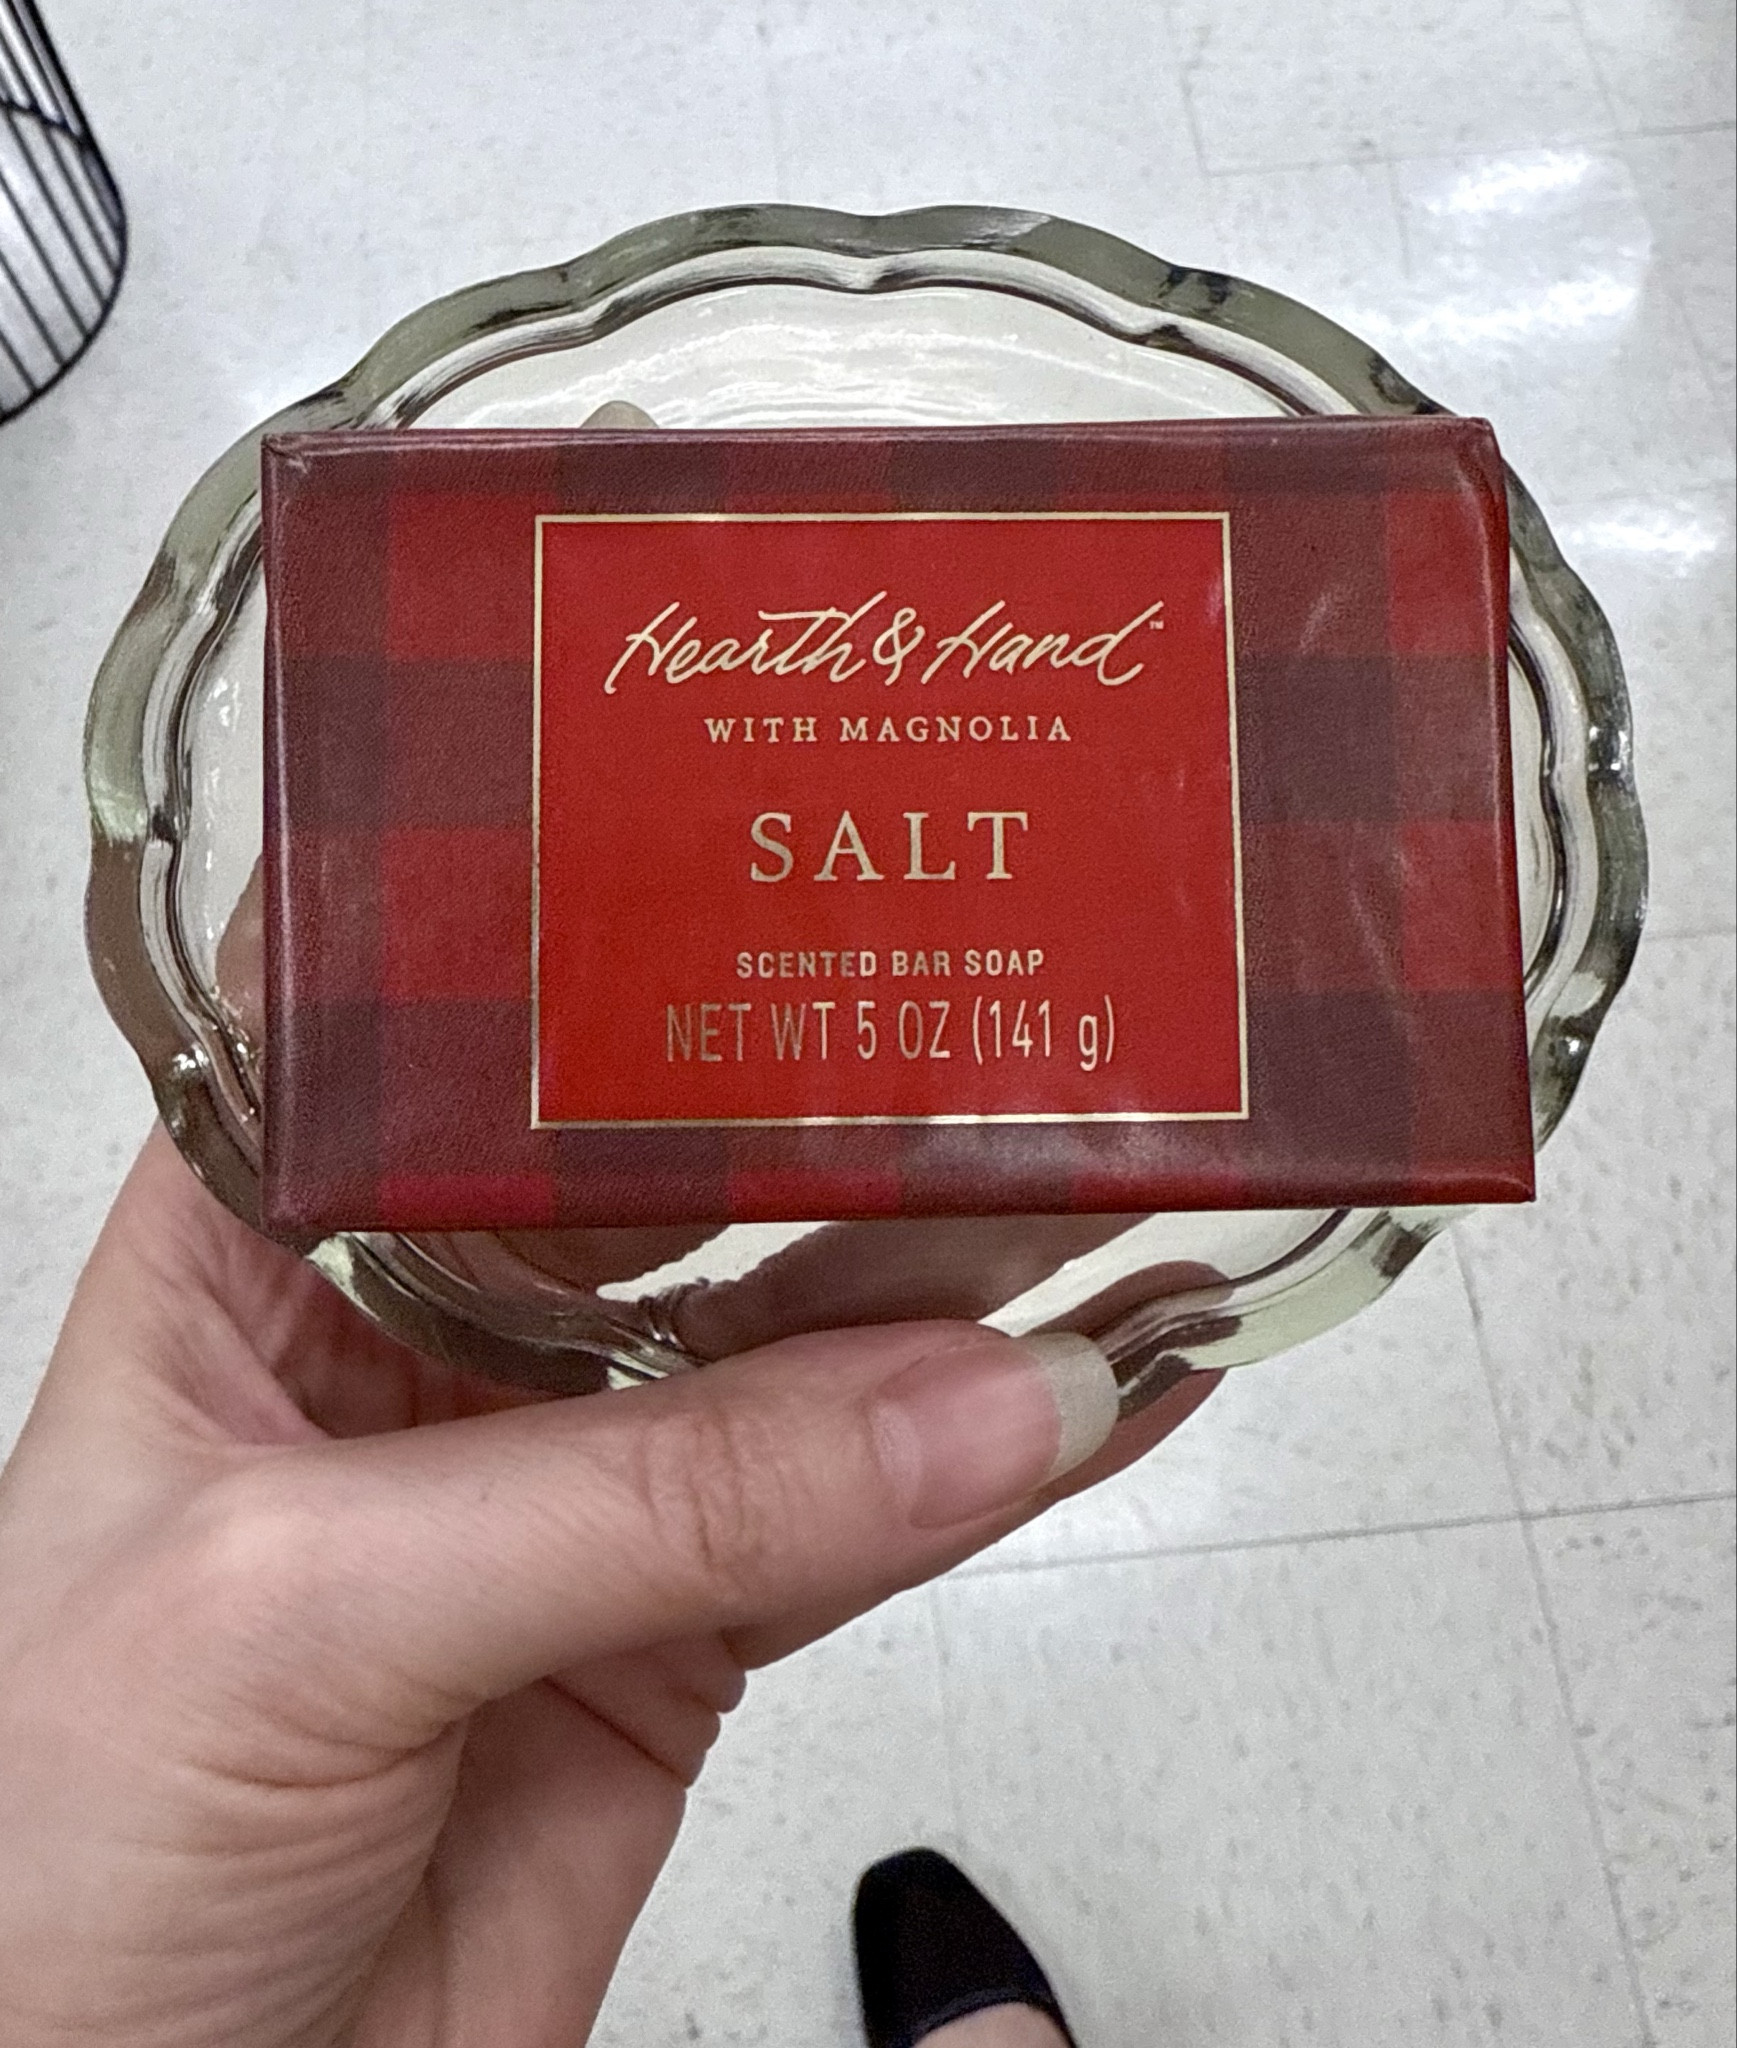 Hearth & Hand™
WITH MAGNOLIA
SALT
SCENTED BAR SOAP
NET WT 5 OZ (141 g)